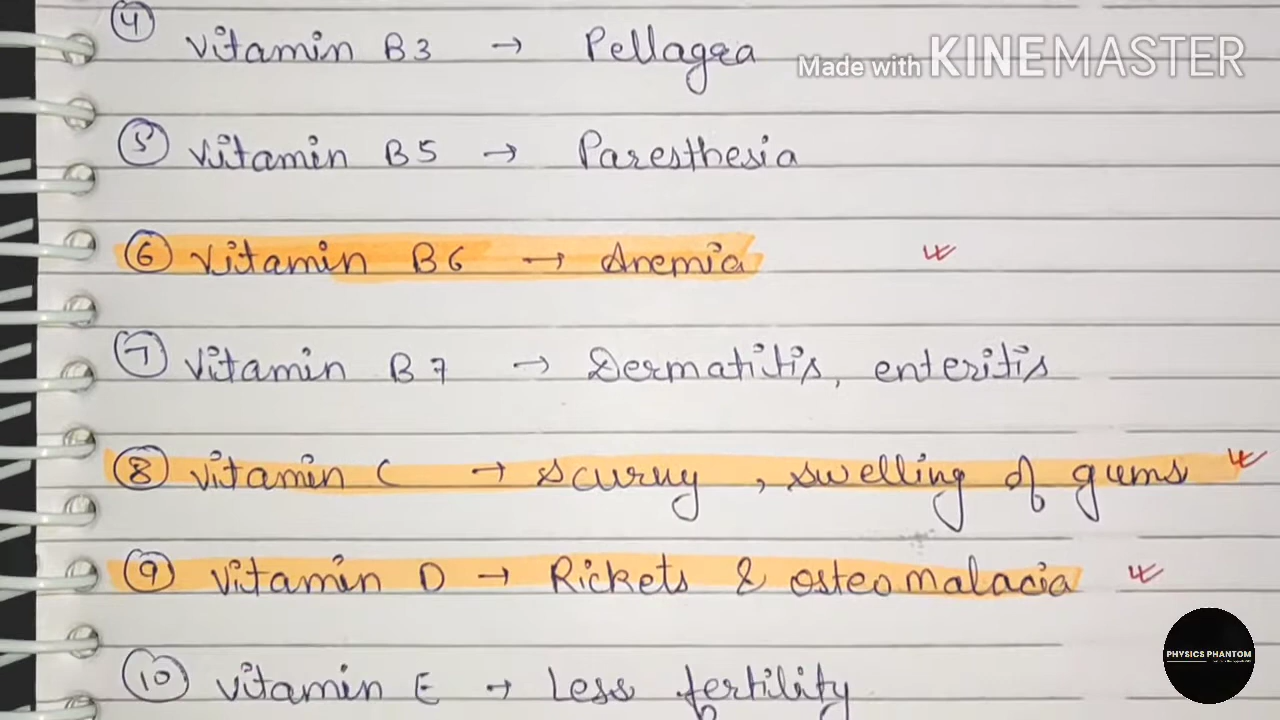 ④ Vitamin B3 → Pellagra
Made with KINEMASTER
⑤ Vitamin B5 → Paresthesia
⑥ Vitamin B6 → Anemia
⑦ Vitamin B7 → Dermatitis, enteritis
⑧ Vitamin C → Scurvy, swelling of gums
⑨ Vitamin D → Rickets & osteomalacia
⑩ Vitamin E → Less fertility
PHYSICS PHANTOM